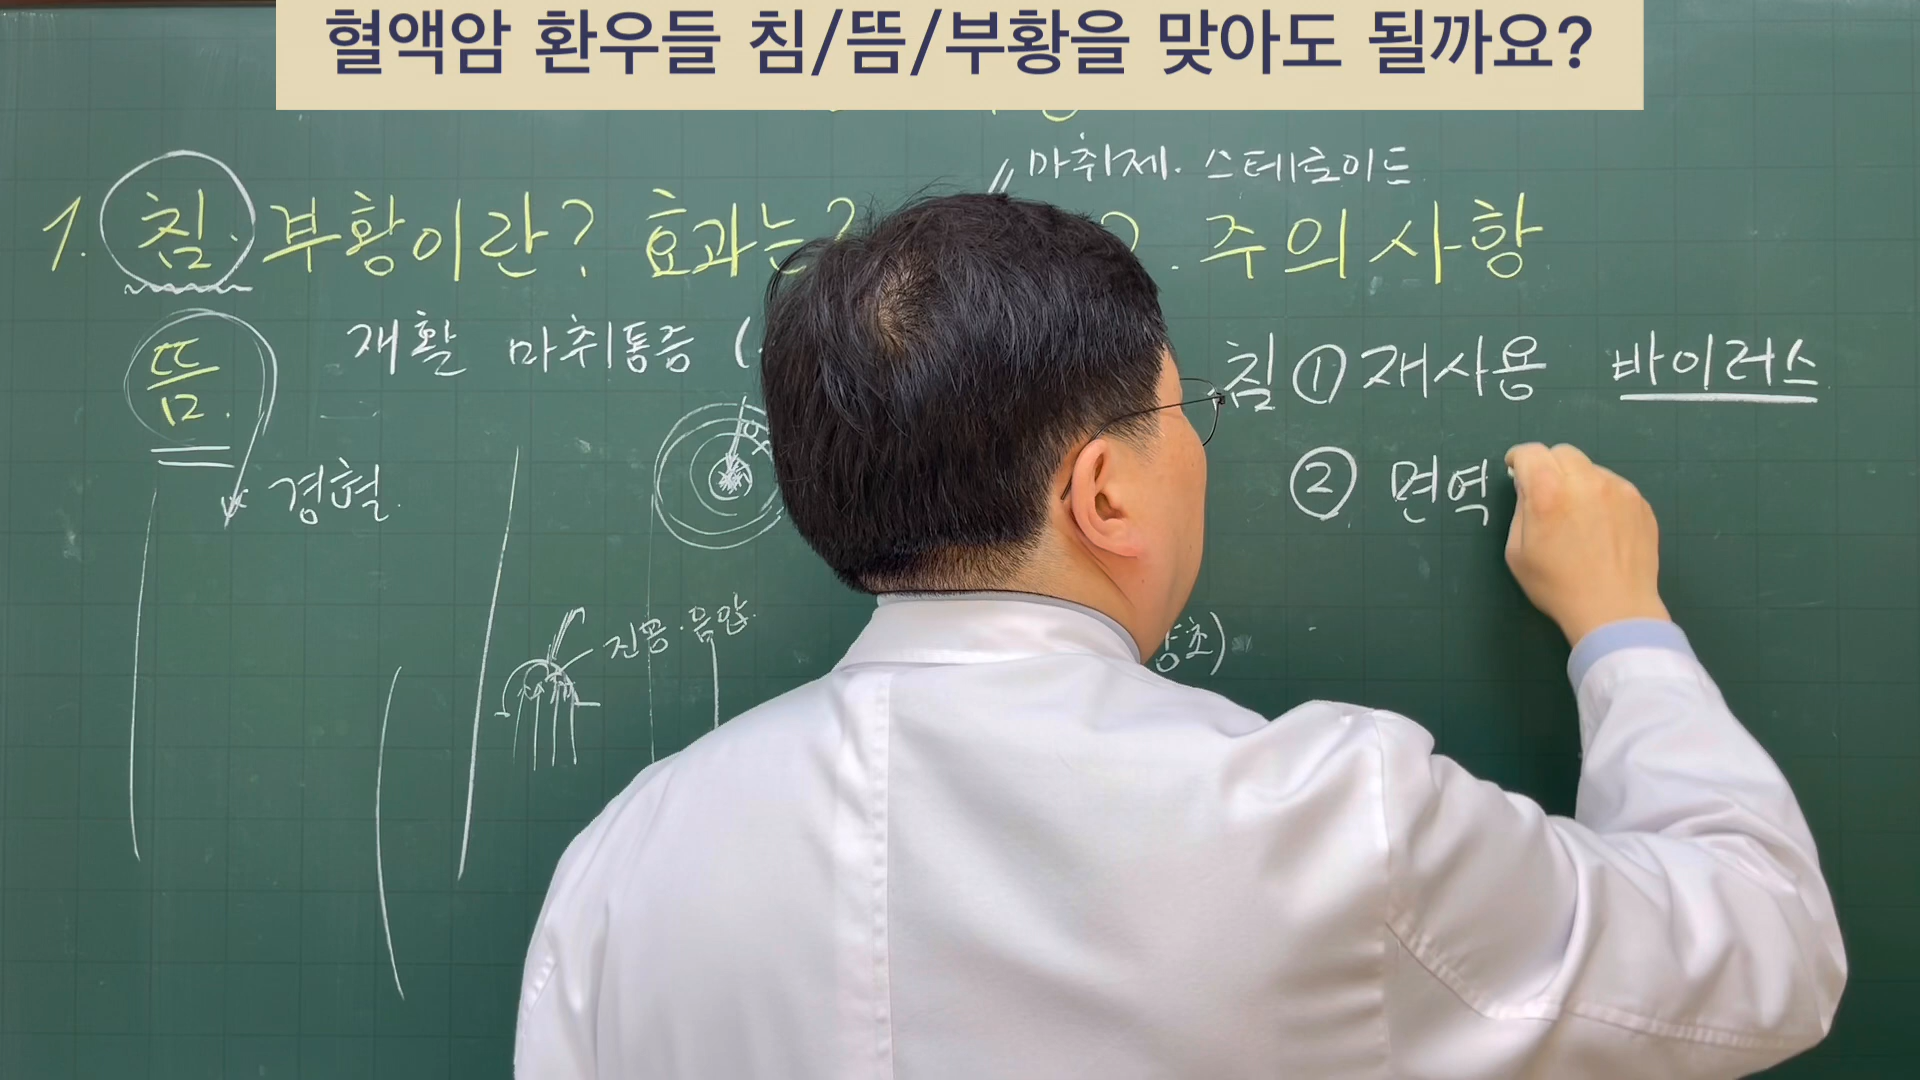 혈액암 환우들 침/뜸/부황을 맞아도 될까요?
마취제. 스테로이드
1. 침. 부황이란? 효과는? 2. 주의사항
뜸.
재활 마취통증 (
침 ① 재사용 바이러스
② 면역
경혈.
진공·음압.